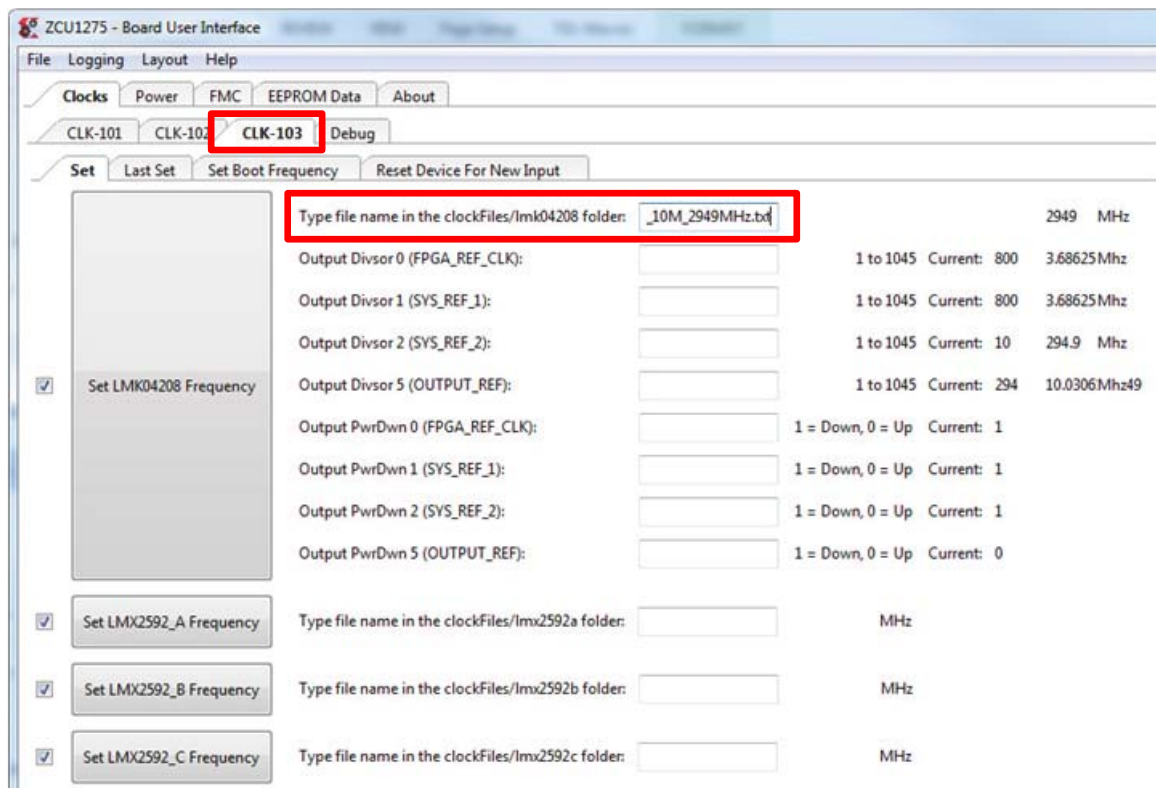 ZCU1275 - Board User Interface
File Logging Layout Help
Clocks Power FMC EEPROM Data About
CLK-101 CLK-102 CLK-103 Debug
Set Last Set Set Boot Frequency Reset Device For New Input
Type file name in the clockFiles/lmk04208 folder: _10M_2949MHz.txt 2949 MHz
Output Divsor 0 (FPGA_REF_CLK): 1 to 1045 Current: 800 3.68625Mhz
Output Divsor 1 (SYS_REF_1): 1 to 1045 Current: 800 3.68625Mhz
Output Divsor 2 (SYS_REF_2): 1 to 1045 Current: 10 294.9 Mhz
Set LMK04208 Frequency Output Divsor 5 (OUTPUT_REF): 1 to 1045 Current: 294 10.0306Mhz49
Output PwrDwn 0 (FPGA_REF_CLK): 1 = Down, 0 = Up Current: 1
Output PwrDwn 1 (SYS_REF_1): 1 = Down, 0 = Up Current: 1
Output PwrDwn 2 (SYS_REF_2): 1 = Down, 0 = Up Current: 1
Output PwrDwn 5 (OUTPUT_REF): 1 = Down, 0 = Up Current: 0
Set LMX2592_A Frequency Type file name in the clockFiles/lmx2592a folder: MHz
Set LMX2592_B Frequency Type file name in the clockFiles/lmx2592b folder: MHz
Set LMX2592_C Frequency Type file name in the clockFiles/lmx2592c folder: MHz